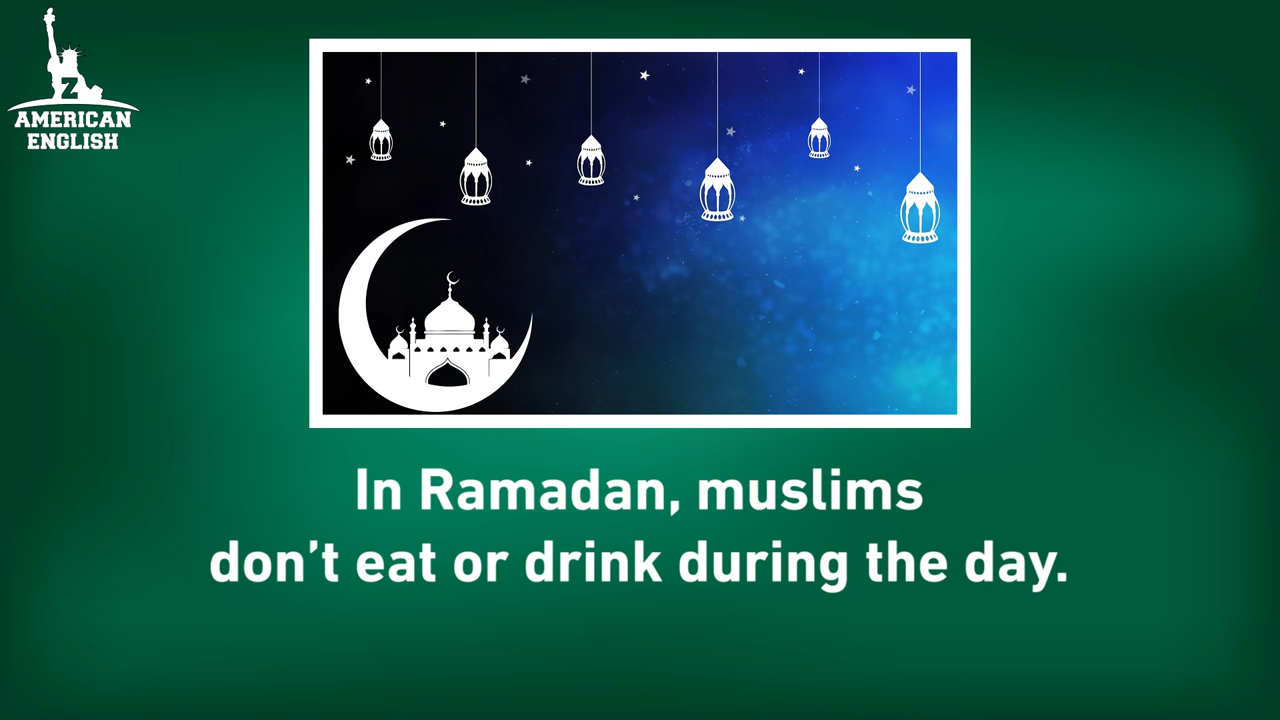 Z
AMERICAN
ENGLISH
In Ramadan, muslims
don't eat or drink during the day.